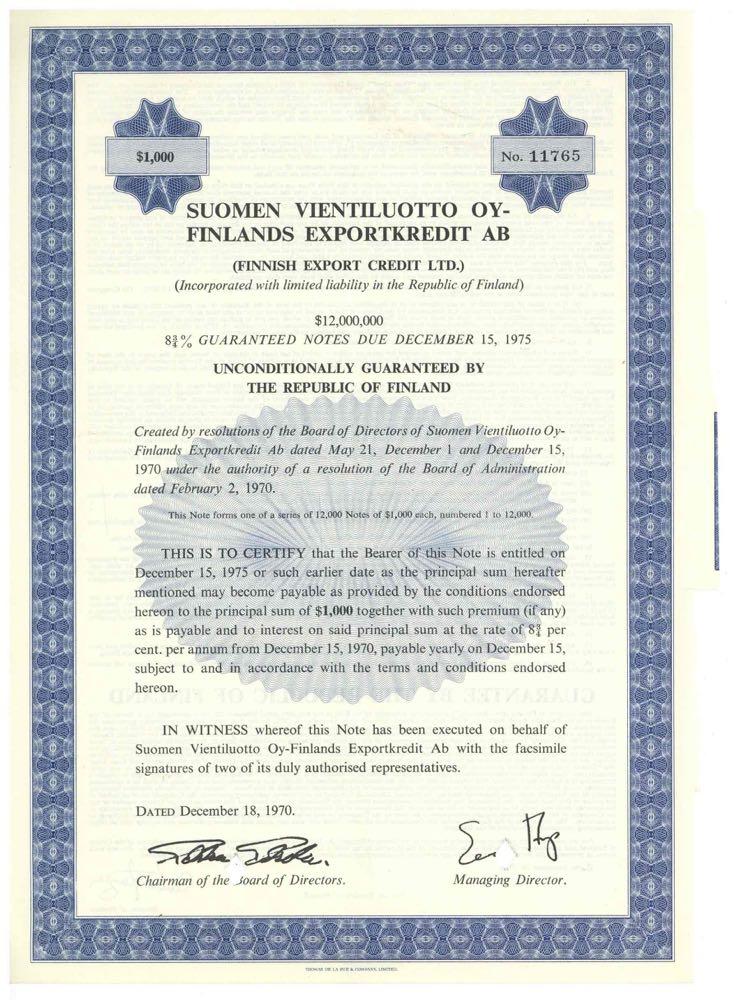 $1,000
No. 11765
SUOMEN VIENTILUOTTO OY-
FINLANDS EXPORTKREDIT AB
(FINNISH EXPORT CREDIT LTD.)
(Incorporated with limited liability in the Republic of Finland)
$12,000,000
8¾% GUARANTEED NOTES DUE DECEMBER 15, 1975
UNCONDITIONALLY GUARANTEED BY
THE REPUBLIC OF FINLAND
Created by resolutions of the Board of Directors of Suomen Vientiluotto Oy-
Finlands Exportkredit Ab dated May 21, December 1 and December 15,
1970 under the authority of a resolution of the Board of Administration
dated February 2, 1970.
This Note forms one of a series of 12,000 Notes of $1,000 each, numbered 1 to 12,000.
THIS IS TO CERTIFY that the Bearer of this Note is entitled on
December 15, 1975 or such earlier date as the principal sum hereafter
mentioned may become payable as provided by the conditions endorsed
hereon to the principal sum of $1,000 together with such premium (if any)
as is payable and to interest on said principal sum at the rate of 8¾ per
cent. per annum from December 15, 1970, payable yearly on December 15,
subject to and in accordance with the terms and conditions endorsed
hereon.
IN WITNESS whereof this Note has been executed on behalf of
Suomen Vientiluotto Oy-Finlands Exportkredit Ab with the facsimile
signatures of two of its duly authorised representatives.
DATED December 18, 1970.
Chairman of the Board of Directors.
Managing Director.
THOMAS DE LA RUE & COMPANY, LIMITED.